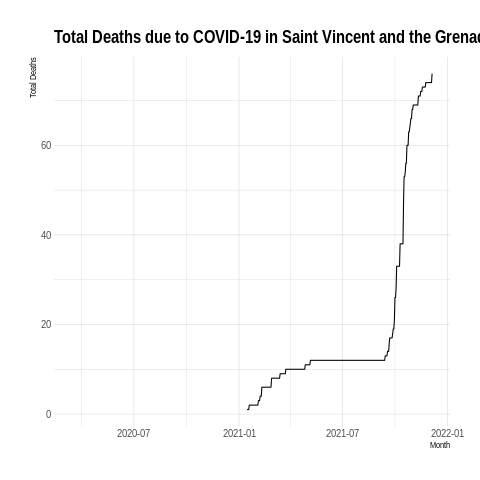 Total Deaths due to COVID-19 in Saint Vincent and the Grenad
Total Deaths
60
40
20
0
2020-07
2021-01
2021-07
2022-01
Month